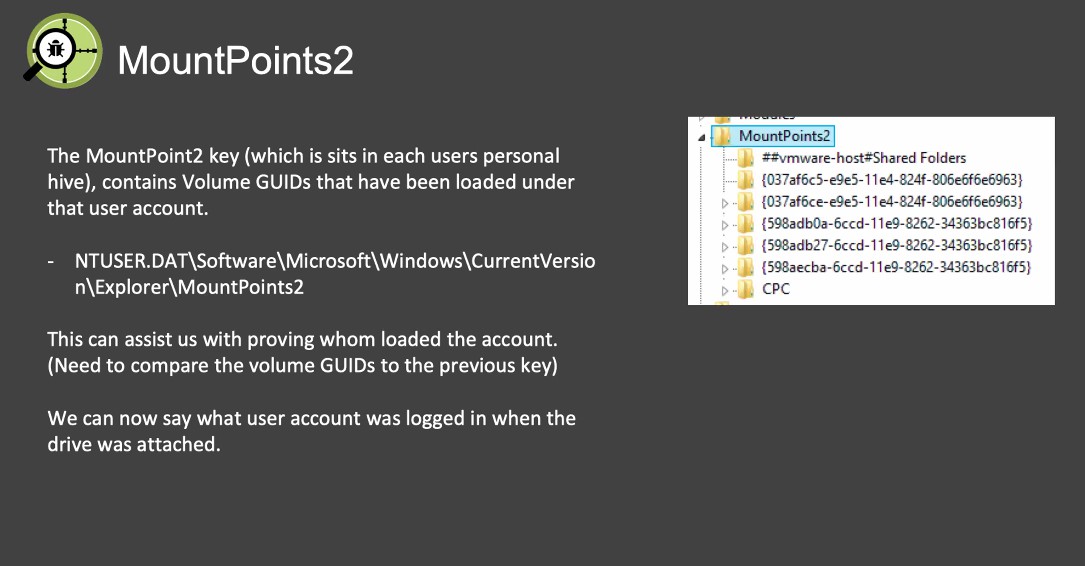 MountPoints2
The MountPoint2 key (which is sits in each users personal
hive), contains Volume GUIDs that have been loaded under
that user account.
- NTUSER.DAT\Software\Microsoft\Windows\CurrentVersio
n\Explorer\MountPoints2
This can assist us with proving whom loaded the account.
(Need to compare the volume GUIDs to the previous key)
We can now say what user account was logged in when the
drive was attached.
Modules
MountPoints2
##vmware-host#Shared Folders
{037af6c5-e9e5-11e4-824f-806e6f6e6963}
{037af6ce-e9e5-11e4-824f-806e6f6e6963}
{598adb0a-6ccd-11e9-8262-34363bc816f5}
{598adb27-6ccd-11e9-8262-34363bc816f5}
{598aecba-6ccd-11e9-8262-34363bc816f5}
CPC